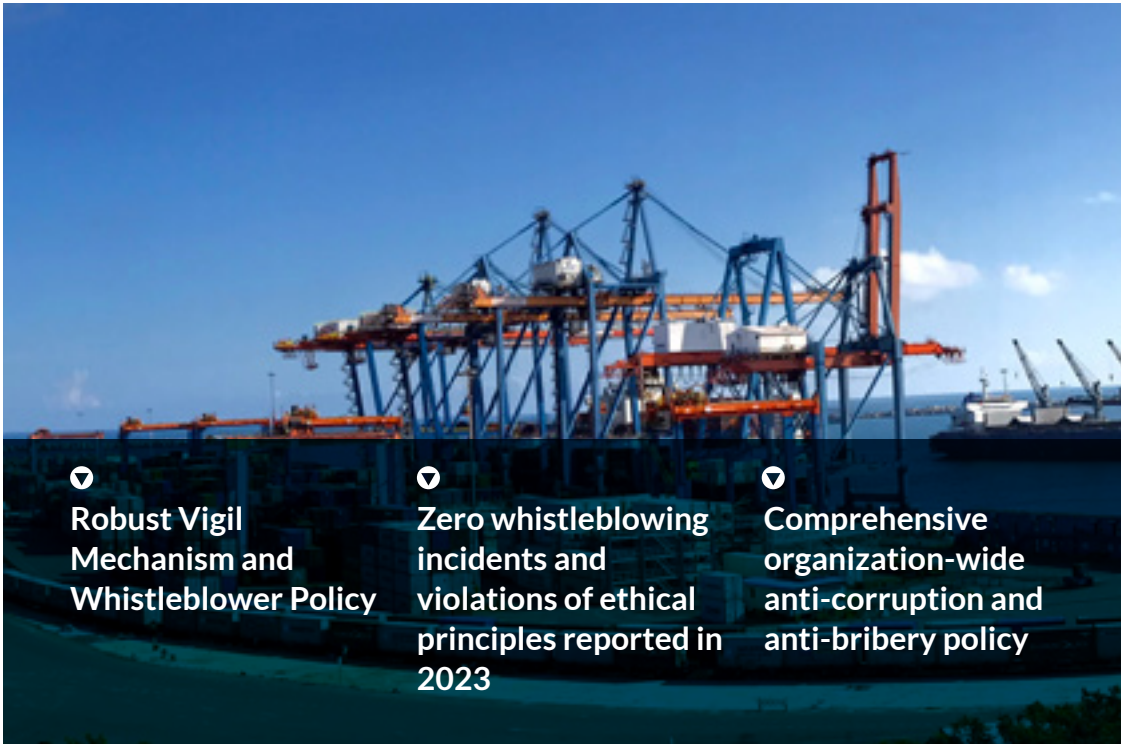 Robust Vigil
Mechanism and
Whistleblower Policy
Zero whistleblowing
incidents and
violations of ethical
principles reported in
2023
Comprehensive
organization-wide
anti-corruption and
anti-bribery policy